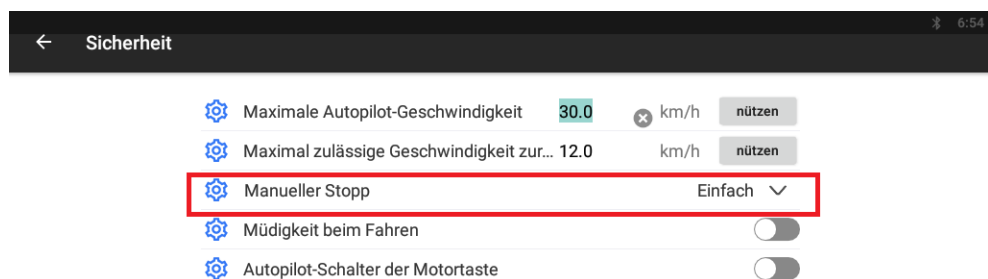 6:54
Sicherheit
Maximale Autopilot-Geschwindigkeit 30.0 km/h nützen
Maximal zulässige Geschwindigkeit zur... 12.0 km/h nützen
Manueller Stopp Einfach
Müdigkeit beim Fahren
Autopilot-Schalter der Motortaste